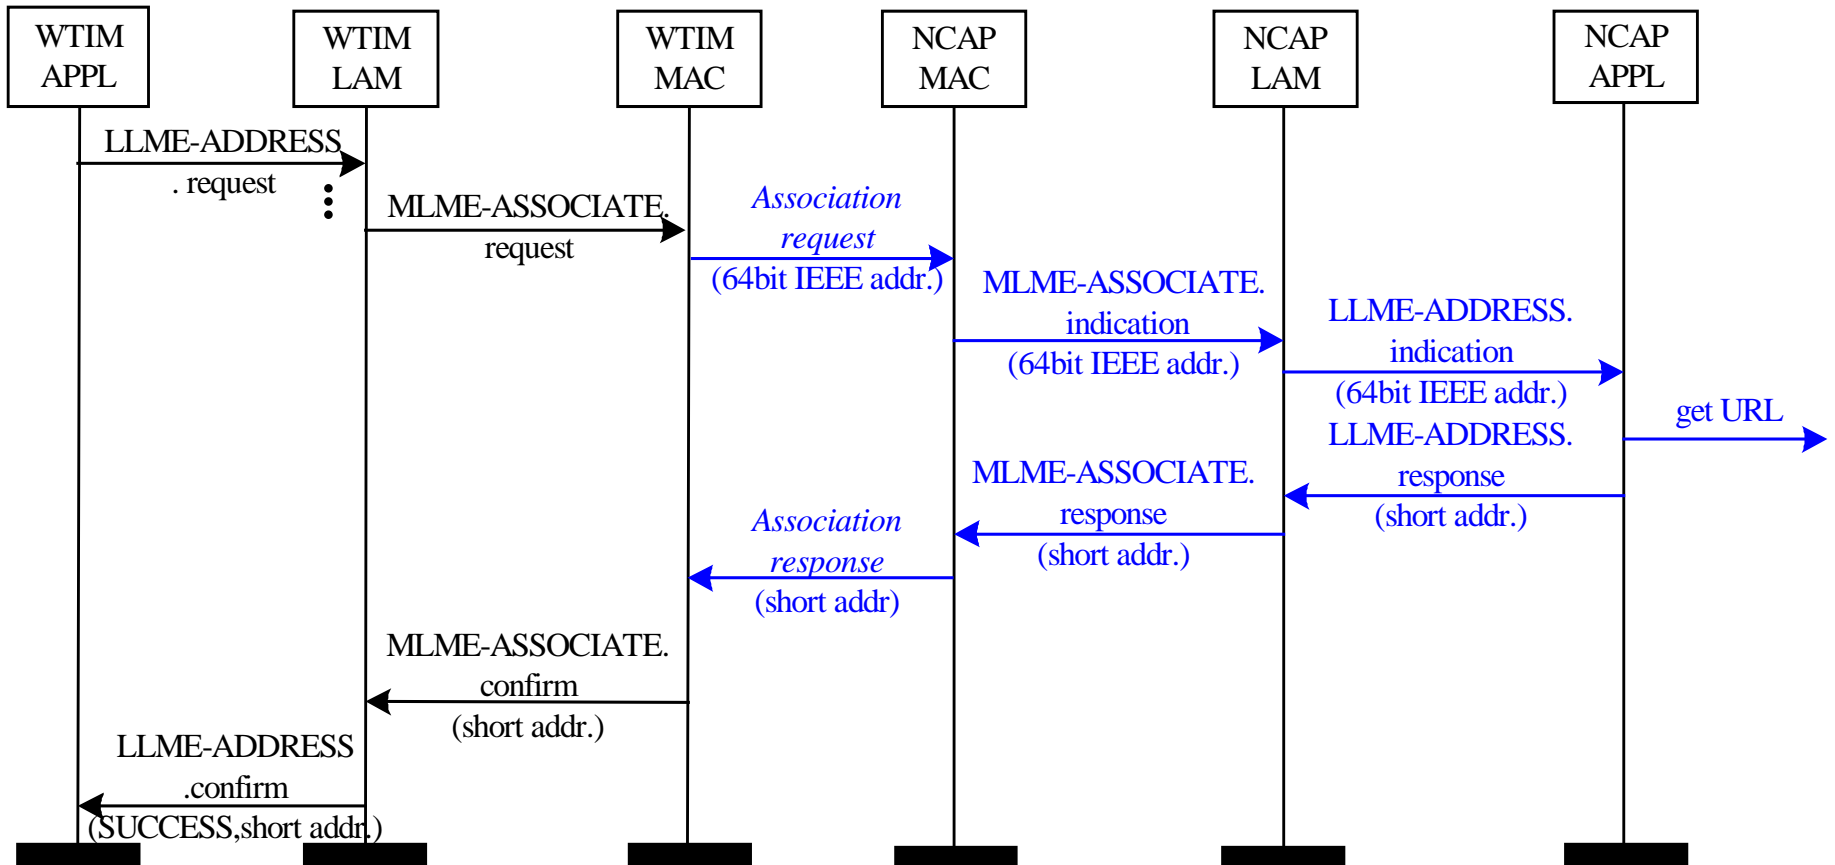 WTIM
APPL
WTIM
LAM
WTIM
MAC
NCAP
MAC
NCAP
LAM
NCAP
APPL
LLME-ADDRESS
. request
MLME-ASSOCIATE.
request
Association
request
(64bit IEEE addr.)
MLME-ASSOCIATE.
indication
(64bit IEEE addr.)
LLME-ADDRESS.
indication
(64bit IEEE addr.)
get URL
LLME-ADDRESS.
response
(short addr.)
MLME-ASSOCIATE.
response
(short addr.)
Association
response
(short addr)
MLME-ASSOCIATE.
confirm
(short addr.)
LLME-ADDRESS
.confirm
(SUCCESS,short addr.)